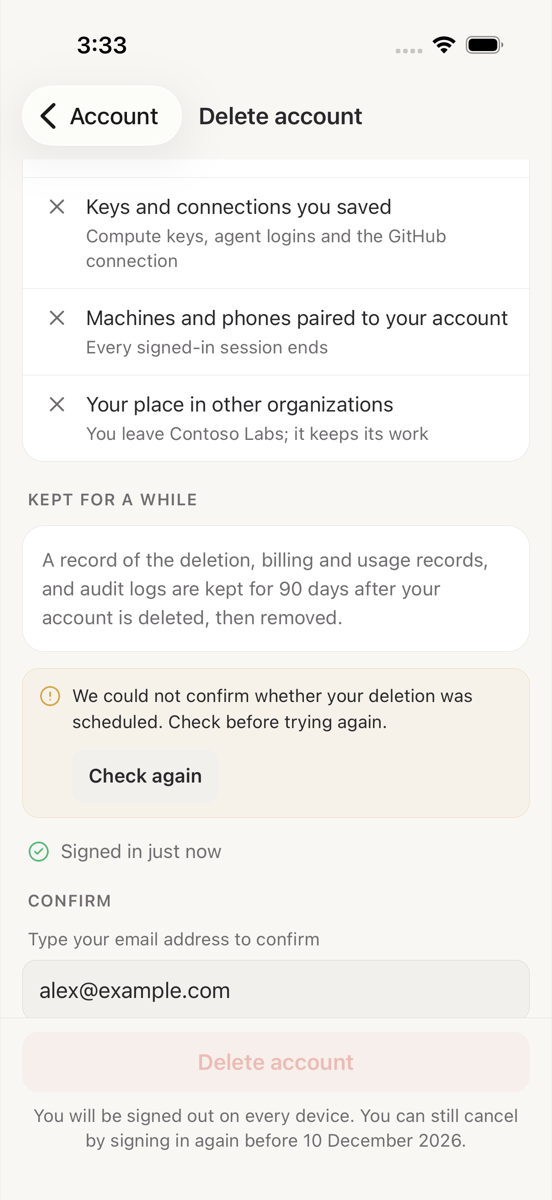 3:33
Account
Delete account
Keys and connections you saved
Compute keys, agent logins and the GitHub
connection
Machines and phones paired to your account
Every signed-in session ends
Your place in other organizations
You leave Contoso Labs; it keeps its work
KEPT FOR A WHILE
A record of the deletion, billing and usage records,
and audit logs are kept for 90 days after your
account is deleted, then removed.
We could not confirm whether your deletion was
scheduled. Check before trying again.
Check again
Signed in just now
CONFIRM
Type your email address to confirm
alex@example.com
Delete account
You will be signed out on every device. You can still cancel
by signing in again before 10 December 2026.